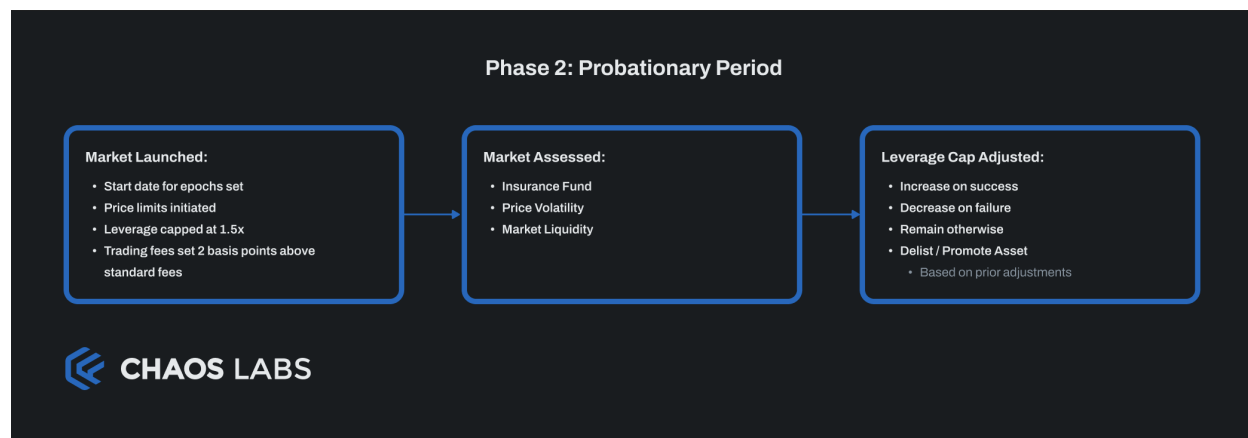 Phase 2: Probationary Period
Market Launched:
• Start date for epochs set
• Price limits initiated
• Leverage capped at 1.5x
• Trading fees set 2 basis points above
standard fees
Market Assessed:
• Insurance Fund
• Price Volatility
• Market Liquidity
Leverage Cap Adjusted:
• Increase on success
• Decrease on failure
• Remain otherwise
• Delist / Promote Asset
• Based on prior adjustments
CHAOS LABS